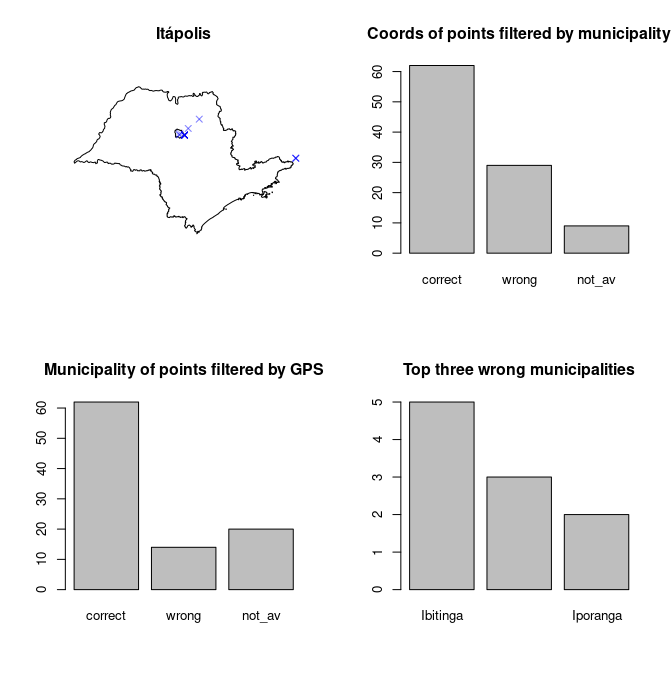 Itápolis
Coords of points filtered by municipality
0 10 20 30 40 50 60
correct wrong not_av
Municipality of points filtered by GPS
0 10 20 30 40 50 60
correct wrong not_av
Top three wrong municipalities
0 1 2 3 4 5
Ibitinga Iporanga